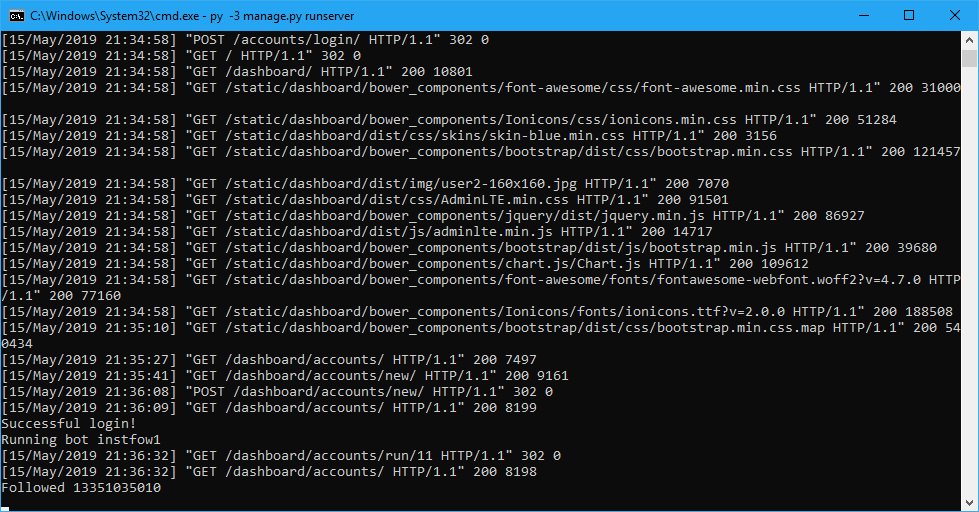 C:\Windows\System32\cmd.exe - py  -3 manage.py runserver
[15/May/2019 21:34:58] "POST /accounts/login/ HTTP/1.1" 302 0
[15/May/2019 21:34:58] "GET / HTTP/1.1" 302 0
[15/May/2019 21:34:58] "GET /dashboard/ HTTP/1.1" 200 10801
[15/May/2019 21:34:58] "GET /static/dashboard/bower_components/font-awesome/css/font-awesome.min.css HTTP/1.1" 200 31000
[15/May/2019 21:34:58] "GET /static/dashboard/bower_components/Ionicons/css/ionicons.min.css HTTP/1.1" 200 51284
[15/May/2019 21:34:58] "GET /static/dashboard/dist/css/skins/skin-blue.min.css HTTP/1.1" 200 3156
[15/May/2019 21:34:58] "GET /static/dashboard/bower_components/bootstrap/dist/css/bootstrap.min.css HTTP/1.1" 200 121457
[15/May/2019 21:34:58] "GET /static/dashboard/dist/img/user2-160x160.jpg HTTP/1.1" 200 7070
[15/May/2019 21:34:58] "GET /static/dashboard/dist/css/AdminLTE.min.css HTTP/1.1" 200 91501
[15/May/2019 21:34:58] "GET /static/dashboard/bower_components/jquery/dist/jquery.min.js HTTP/1.1" 200 86927
[15/May/2019 21:34:58] "GET /static/dashboard/dist/js/adminlte.min.js HTTP/1.1" 200 14717
[15/May/2019 21:34:58] "GET /static/dashboard/bower_components/bootstrap/dist/js/bootstrap.min.js HTTP/1.1" 200 39680
[15/May/2019 21:34:58] "GET /static/dashboard/bower_components/chart.js/Chart.js HTTP/1.1" 200 109612
[15/May/2019 21:34:58] "GET /static/dashboard/bower_components/font-awesome/fonts/fontawesome-webfont.woff2?v=4.7.0 HTTP
/1.1" 200 77160
[15/May/2019 21:34:58] "GET /static/dashboard/bower_components/Ionicons/fonts/ionicons.ttf?v=2.0.0 HTTP/1.1" 200 188508
[15/May/2019 21:35:10] "GET /static/dashboard/bower_components/bootstrap/dist/css/bootstrap.min.css.map HTTP/1.1" 200 54
0434
[15/May/2019 21:35:27] "GET /dashboard/accounts/ HTTP/1.1" 200 7497
[15/May/2019 21:35:41] "GET /dashboard/accounts/new/ HTTP/1.1" 200 9161
[15/May/2019 21:36:08] "POST /dashboard/accounts/new/ HTTP/1.1" 302 0
[15/May/2019 21:36:09] "GET /dashboard/accounts/ HTTP/1.1" 200 8199
Successful login!
Running bot instfow1
[15/May/2019 21:36:32] "GET /dashboard/accounts/run/11 HTTP/1.1" 302 0
[15/May/2019 21:36:32] "GET /dashboard/accounts/ HTTP/1.1" 200 8198
Followed 13351035010